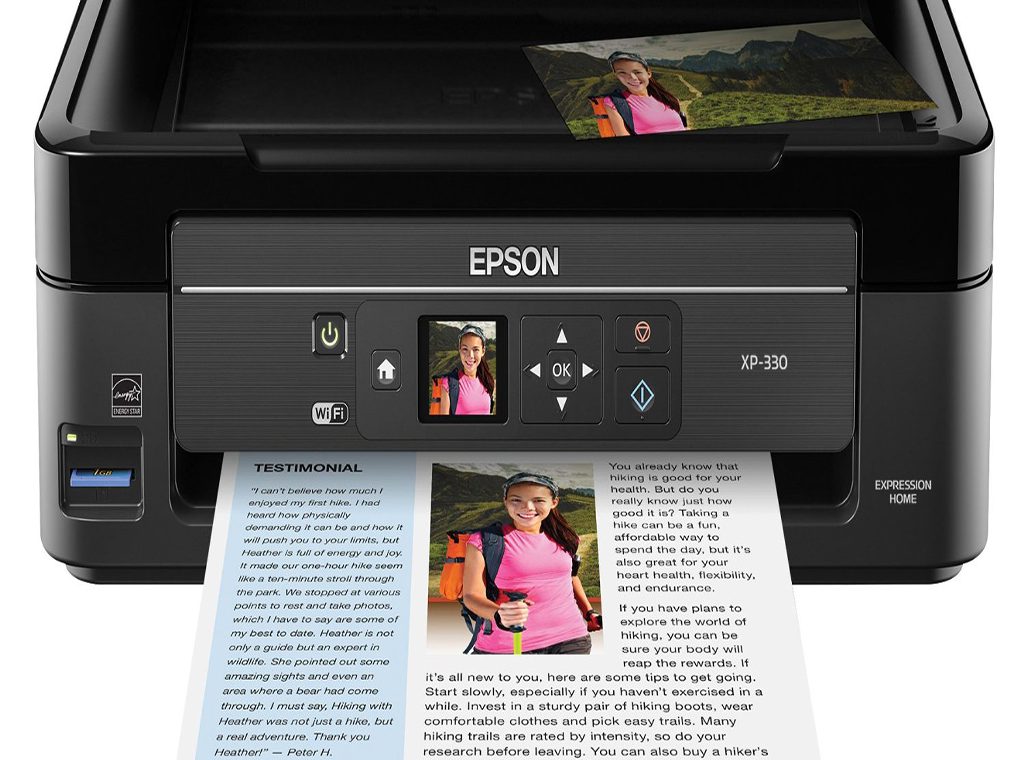 EPSON
XP-330
OK
WiFi
energy
ENERGY STAR
1GB
EXPRESSION
HOME
TESTIMONIAL
"I can't believe how much I
enjoyed my first hike. I had
heard how physically
demanding it can be and how it
will push you to your limits, but
Heather is full of energy and joy.
It made our one-hour hike seem
like a ten-minute stroll through
the park. We stopped at various
points to rest and take photos,
which I have to say are some of
my best to date. Heather is not
only a guide but an expert in
wildlife. She pointed out some
amazing sights and even an
area where a bear had come
through. I must say, Hiking with
Heather was not just a hike, but
a real adventure. Thank you
Heather!" — Peter H.
You already know that
hiking is good for your
health. But do you
really know just how
good it is? Taking a
hike can be a fun,
affordable way to
spend the day, but it's
also great for your
heart health, flexibility,
and endurance.
If you have plans to
explore the world of
hiking, you can be
sure your body will
reap the rewards. If
it's all new to you, here are some tips to get going.
Start slowly, especially if you haven't exercised in a
while. Invest in a sturdy pair of hiking boots, wear
comfortable clothes and pick easy trails. Many
hiking trails are rated by intensity, so do your
research before leaving. You can also buy a hiker's